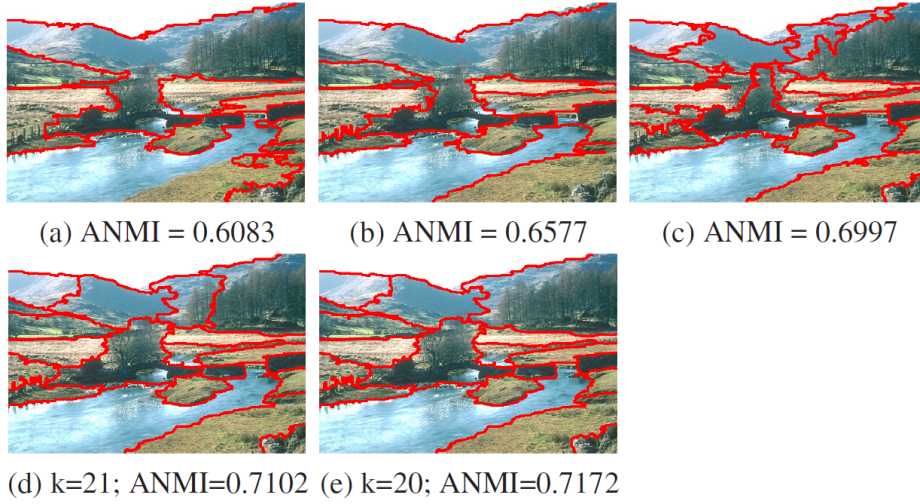 (a) ANMI = 0.6083
(b) ANMI = 0.6577
(c) ANMI = 0.6997
(d) k=21; ANMI=0.7102
(e) k=20; ANMI=0.7172